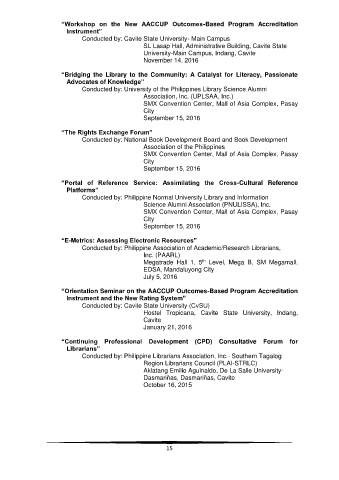 “Workshop on the New AACCUP Outcomes-Based Program Accreditation
Instrument”
Conducted by: Cavite State University- Main Campus
SL Lasap Hall, Administrative Building, Cavite State
University-Main Campus, Indang, Cavite
November 14, 2016
“Bridging the Library to the Community: A Catalyst for Literacy, Passionate
Advocates of Knowledge”
Conducted by: University of the Philippines Library Science Alumni
Association, Inc. (UPLSAA, Inc.)
SMX Convention Center, Mall of Asia Complex, Pasay
City
September 15, 2016
“The Rights Exchange Forum”
Conducted by: National Book Development Board and Book Development
Association of the Philippines
SMX Convention Center, Mall of Asia Complex, Pasay
City
September 15, 2016
“Portal of Reference Service: Assimilating the Cross-Cultural Reference
Platforms”
Conducted by: Philippine Normal University Library and Information
Science Alumni Association (PNULISSA), Inc.
SMX Convention Center, Mall of Asia Complex, Pasay
City
September 15, 2016
“E-Metrics: Assessing Electronic Resources”
Conducted by: Philippine Association of Academic/Research Librarians,
Inc. (PAARL)
Megatrade Hall 1, 5th Level, Mega B, SM Megamall,
EDSA, Mandaluyong City
July 5, 2016
“Orientation Seminar on the AACCUP Outcomes-Based Program Accreditation
Instrument and the New Rating System”
Conducted by: Cavite State University (CvSU)
Hostel Tropicana, Cavite State University, Indang,
Cavite
January 21, 2016
“Continuing Professional Development (CPD) Consultative Forum for
Librarians”
Conducted by: Philippine Librarians Association, Inc.- Southern Tagalog
Region Librarians Council (PLAI-STRLC)
Aklatang Emilio Aguinaldo, De La Salle University-
Dasmariñas, Dasmariñas, Cavite
October 16, 2015
15